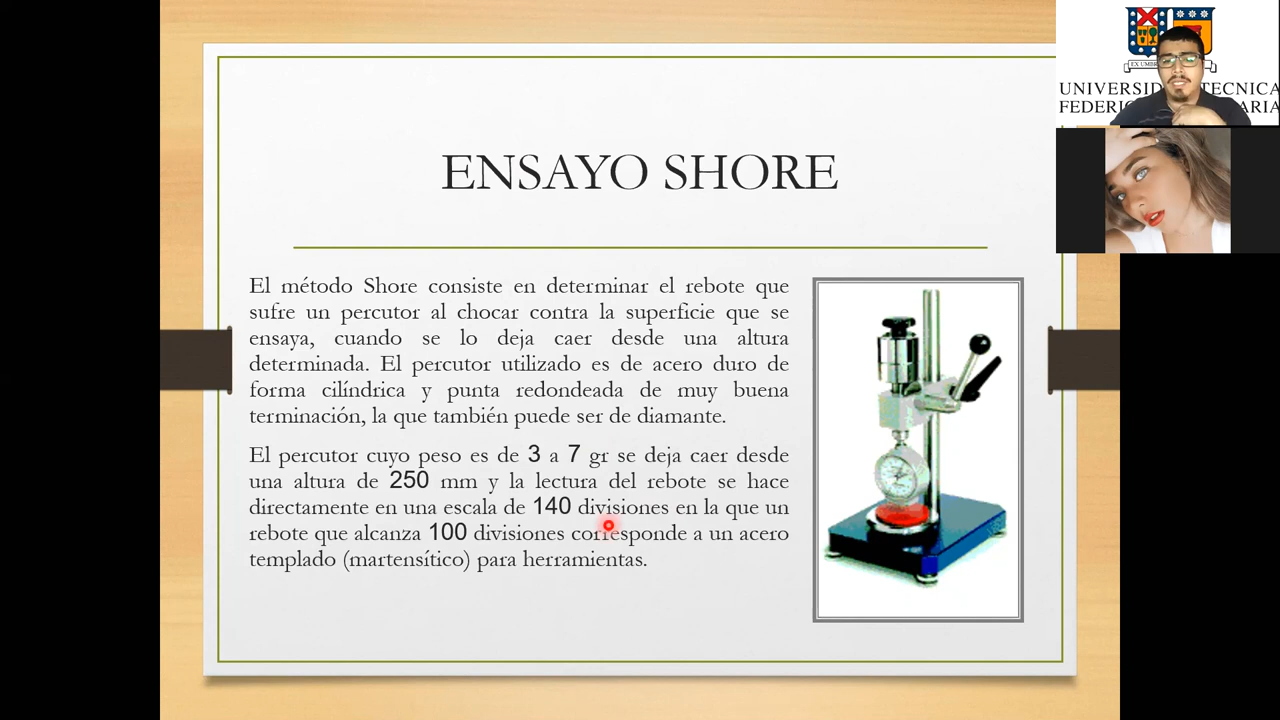 ENSAYO SHORE
El método Shore consiste en determinar el rebote que
sufre un percutor al chocar contra la superficie que se
ensaya, cuando se lo deja caer desde una altura
determinada. El percutor utilizado es de acero duro de
forma cilíndrica y punta redondeada de muy buena
terminación, la que también puede ser de diamante.
El percutor cuyo peso es de 3 a 7 gr se deja caer desde
una altura de 250 mm y la lectura del rebote se hace
directamente en una escala de 140 divisiones en la que un
rebote que alcanza 100 divisiones corresponde a un acero
templado (martensítico) para herramientas.
EX UMBR
UNIVERSID TECNICA
FEDERIC ARIA